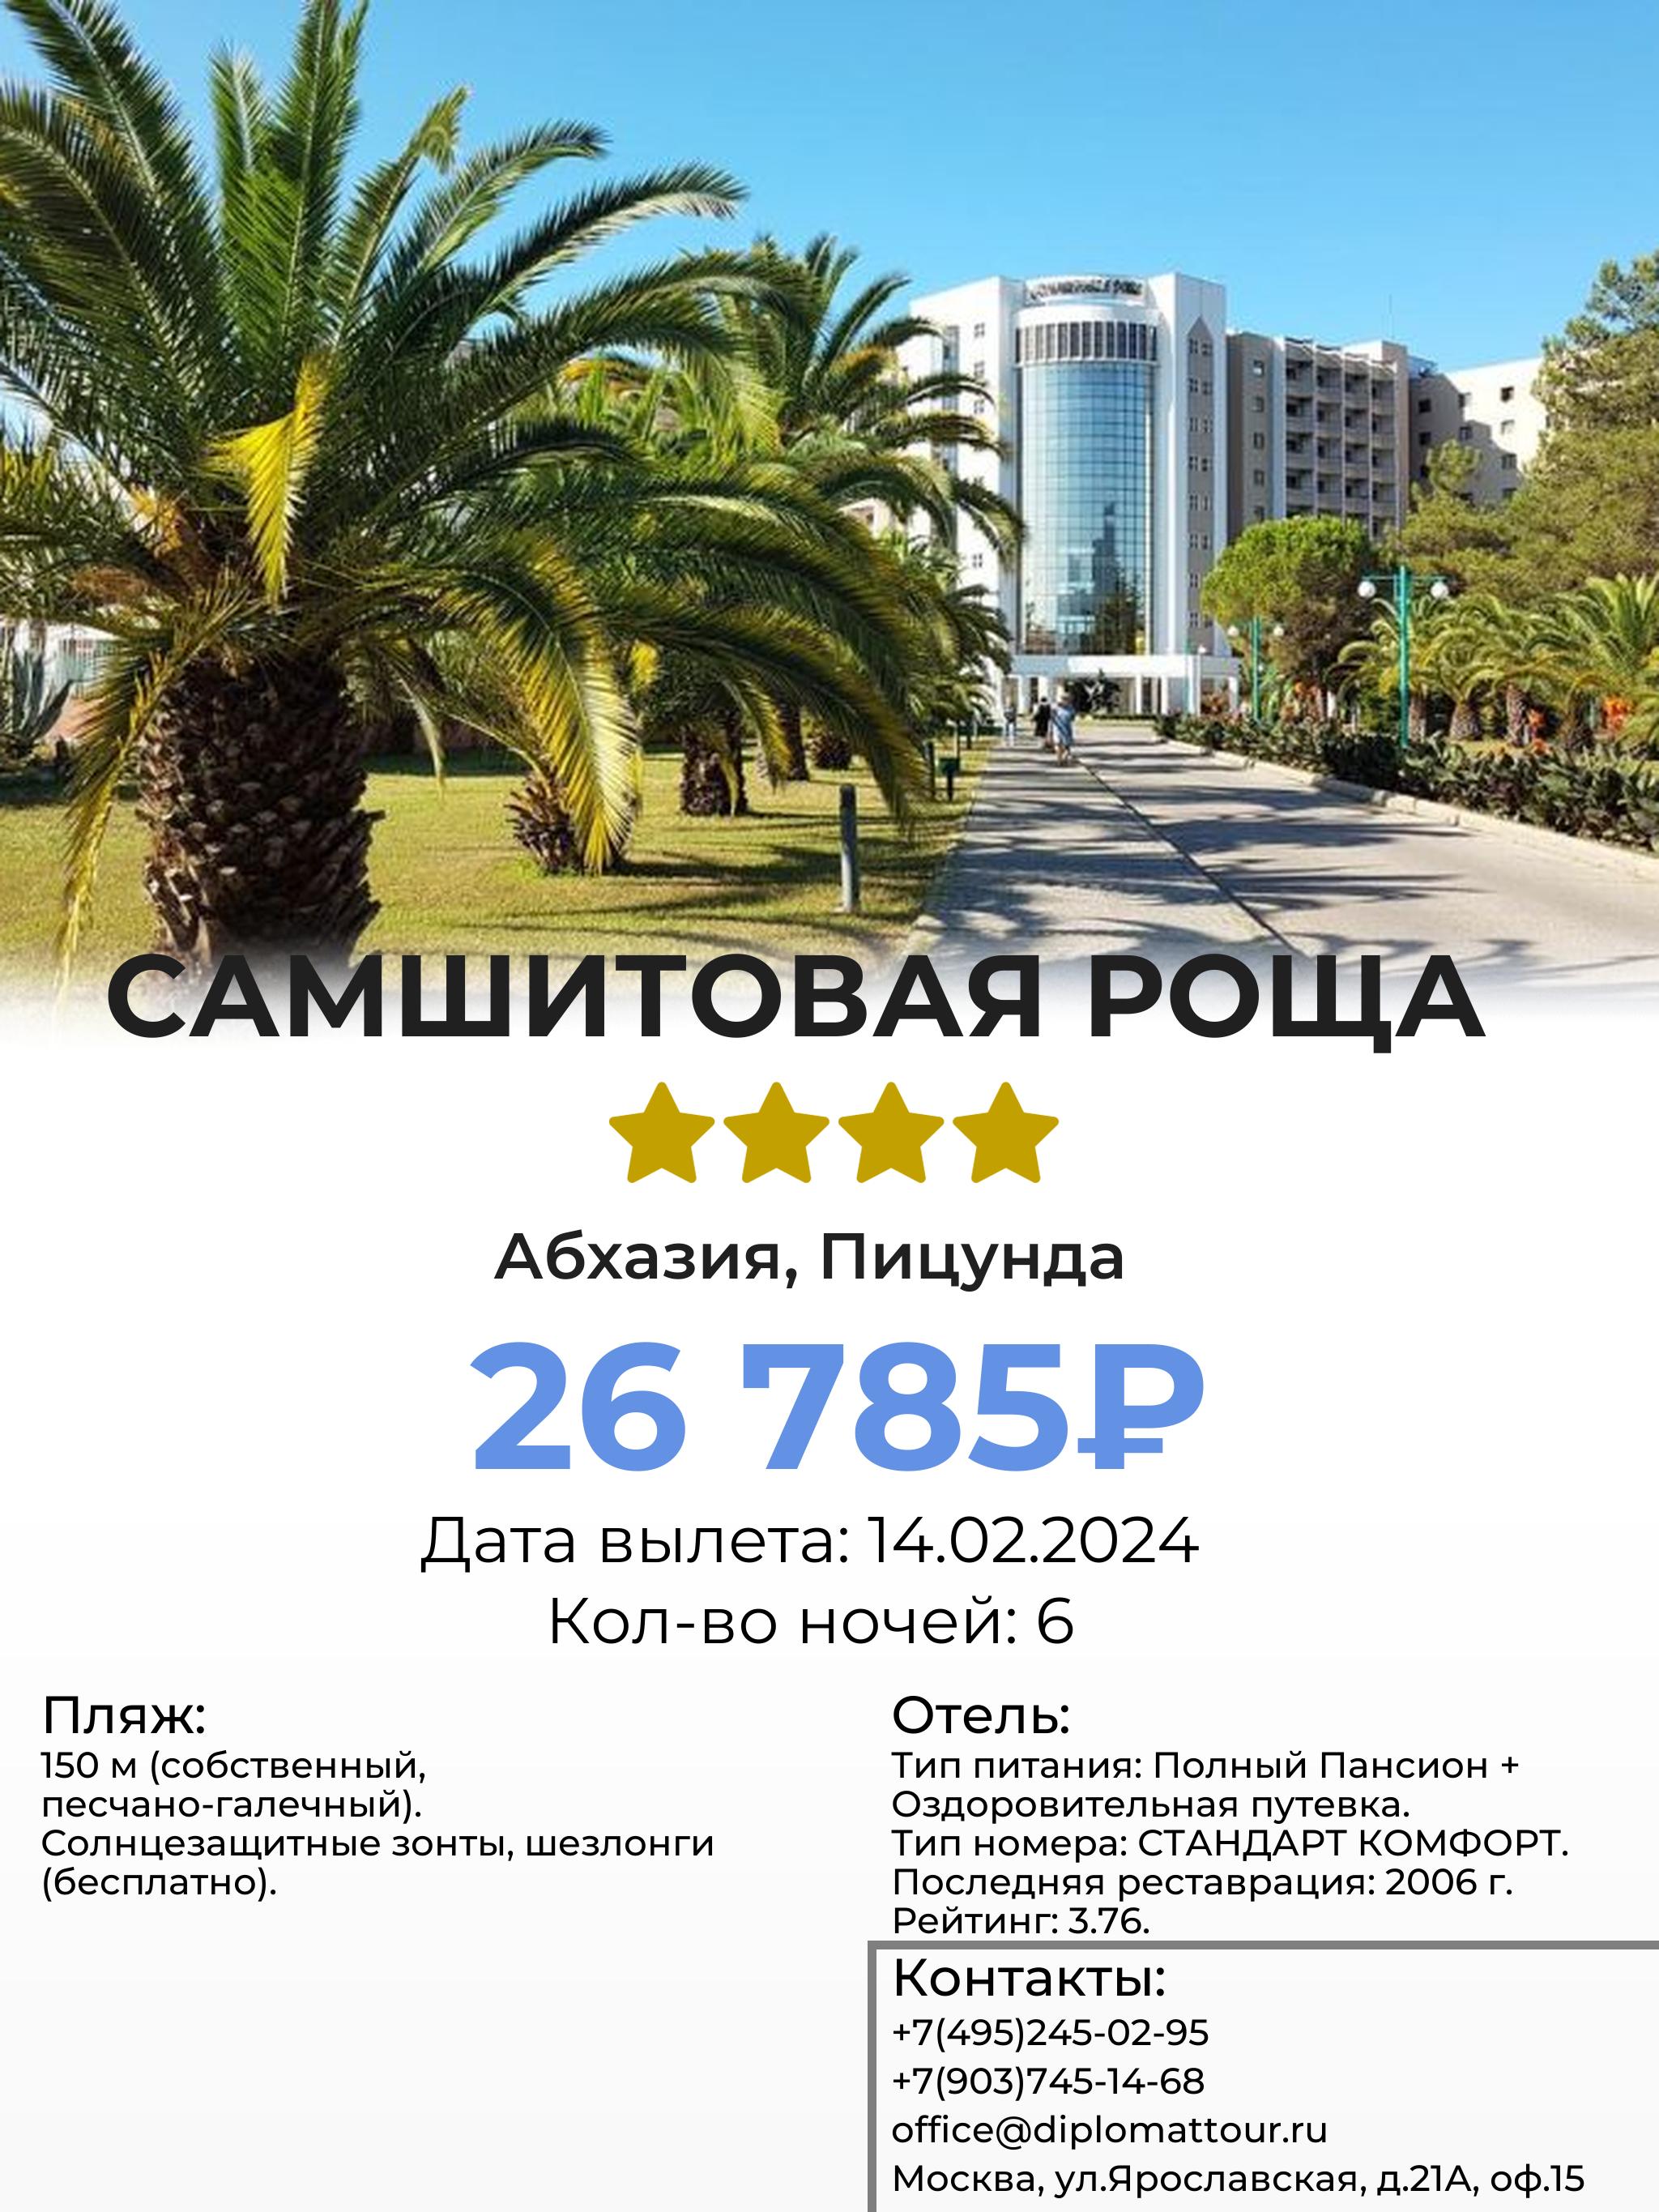 САМШИТОВАЯ РОЩА
Абхазия, Пицунда
26 785₽
Дата вылета: 14.02.2024
Кол-во ночей: 6
Пляж:
150 м (собственный,
песчано-галечный).
Солнцезащитные зонты, шезлонги
(бесплатно).
Отель:
Тип питания: Полный Пансион +
Оздоровительная путевка.
Тип номера: СТАНДАРТ КОМФОРТ.
Последняя реставрация: 2006 г.
Рейтинг: 3.76.
Контакты:
+7(495)245-02-95
+7(903)745-14-68
office@diplomattour.ru
Москва, ул.Ярославская, д.21А, оф.15